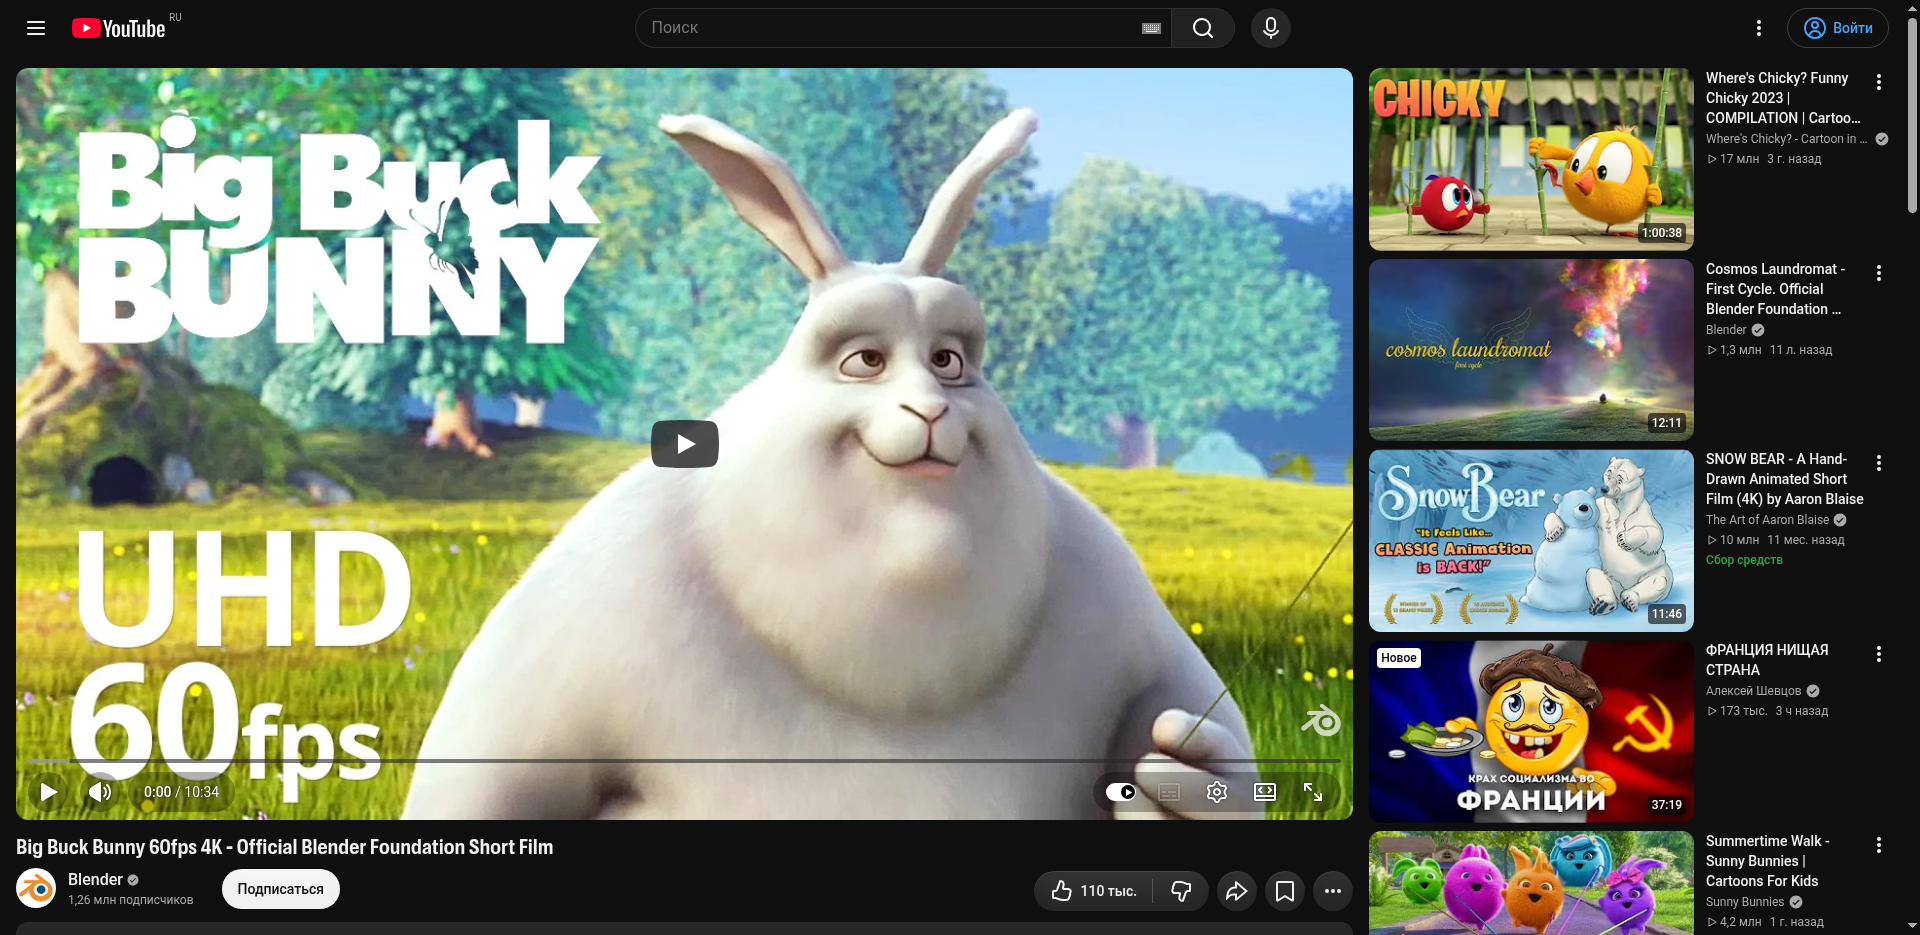 YouTube RU
Поиск
Войти
Big Buck
BUNNY
UHD
60fps
0:00 / 10:34
Big Buck Bunny 60fps 4K - Official Blender Foundation Short Film
Blender
1,26 млн подписчиков
Подписаться
110 тыс.
CHICKY
1:00:38
Where's Chicky? Funny
Chicky 2023 |
COMPILATION | Cartoo...
Where's Chicky? - Cartoon in ...
17 млн 3 г. назад
cosmos laundromat
first cycle
12:11
Cosmos Laundromat -
First Cycle. Official
Blender Foundation ...
Blender
1,3 млн 11 л. назад
SnowBear
"It Feels Like...
CLASSIC Animation
is BACK!"
11:46
SNOW BEAR - A Hand-
Drawn Animated Short
Film (4K) by Aaron Blaise
The Art of Aaron Blaise
10 млн 11 мес. назад
Сбор средств
Новое
КРАХ СОЦИАЛИЗМА ВО
ФРАНЦИИ
37:19
ФРАНЦИЯ НИЩАЯ
СТРАНА
Алексей Шевцов
173 тыс. 3 ч назад
Summertime Walk -
Sunny Bunnies |
Cartoons For Kids
Sunny Bunnies
4,2 млн 1 г. назад